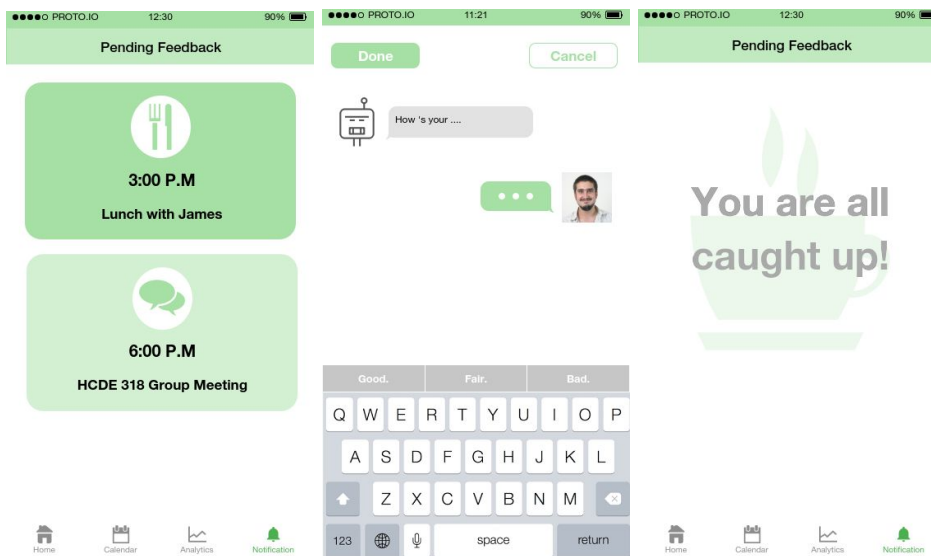 PROTO.IO 12:30 90%
Pending Feedback
3:00 P.M
Lunch with James
6:00 P.M
HCDE 318 Group Meeting
Home Calendar Analytics Notification
PROTO.IO 11:21 90%
Done Cancel
How 's your ....
Good. Fair. Bad.
Q W E R T Y U I O P
A S D F G H J K L
Z X C V B N M
123 space return
PROTO.IO 12:30 90%
Pending Feedback
You are all
caught up!
Home Calendar Analytics Notification